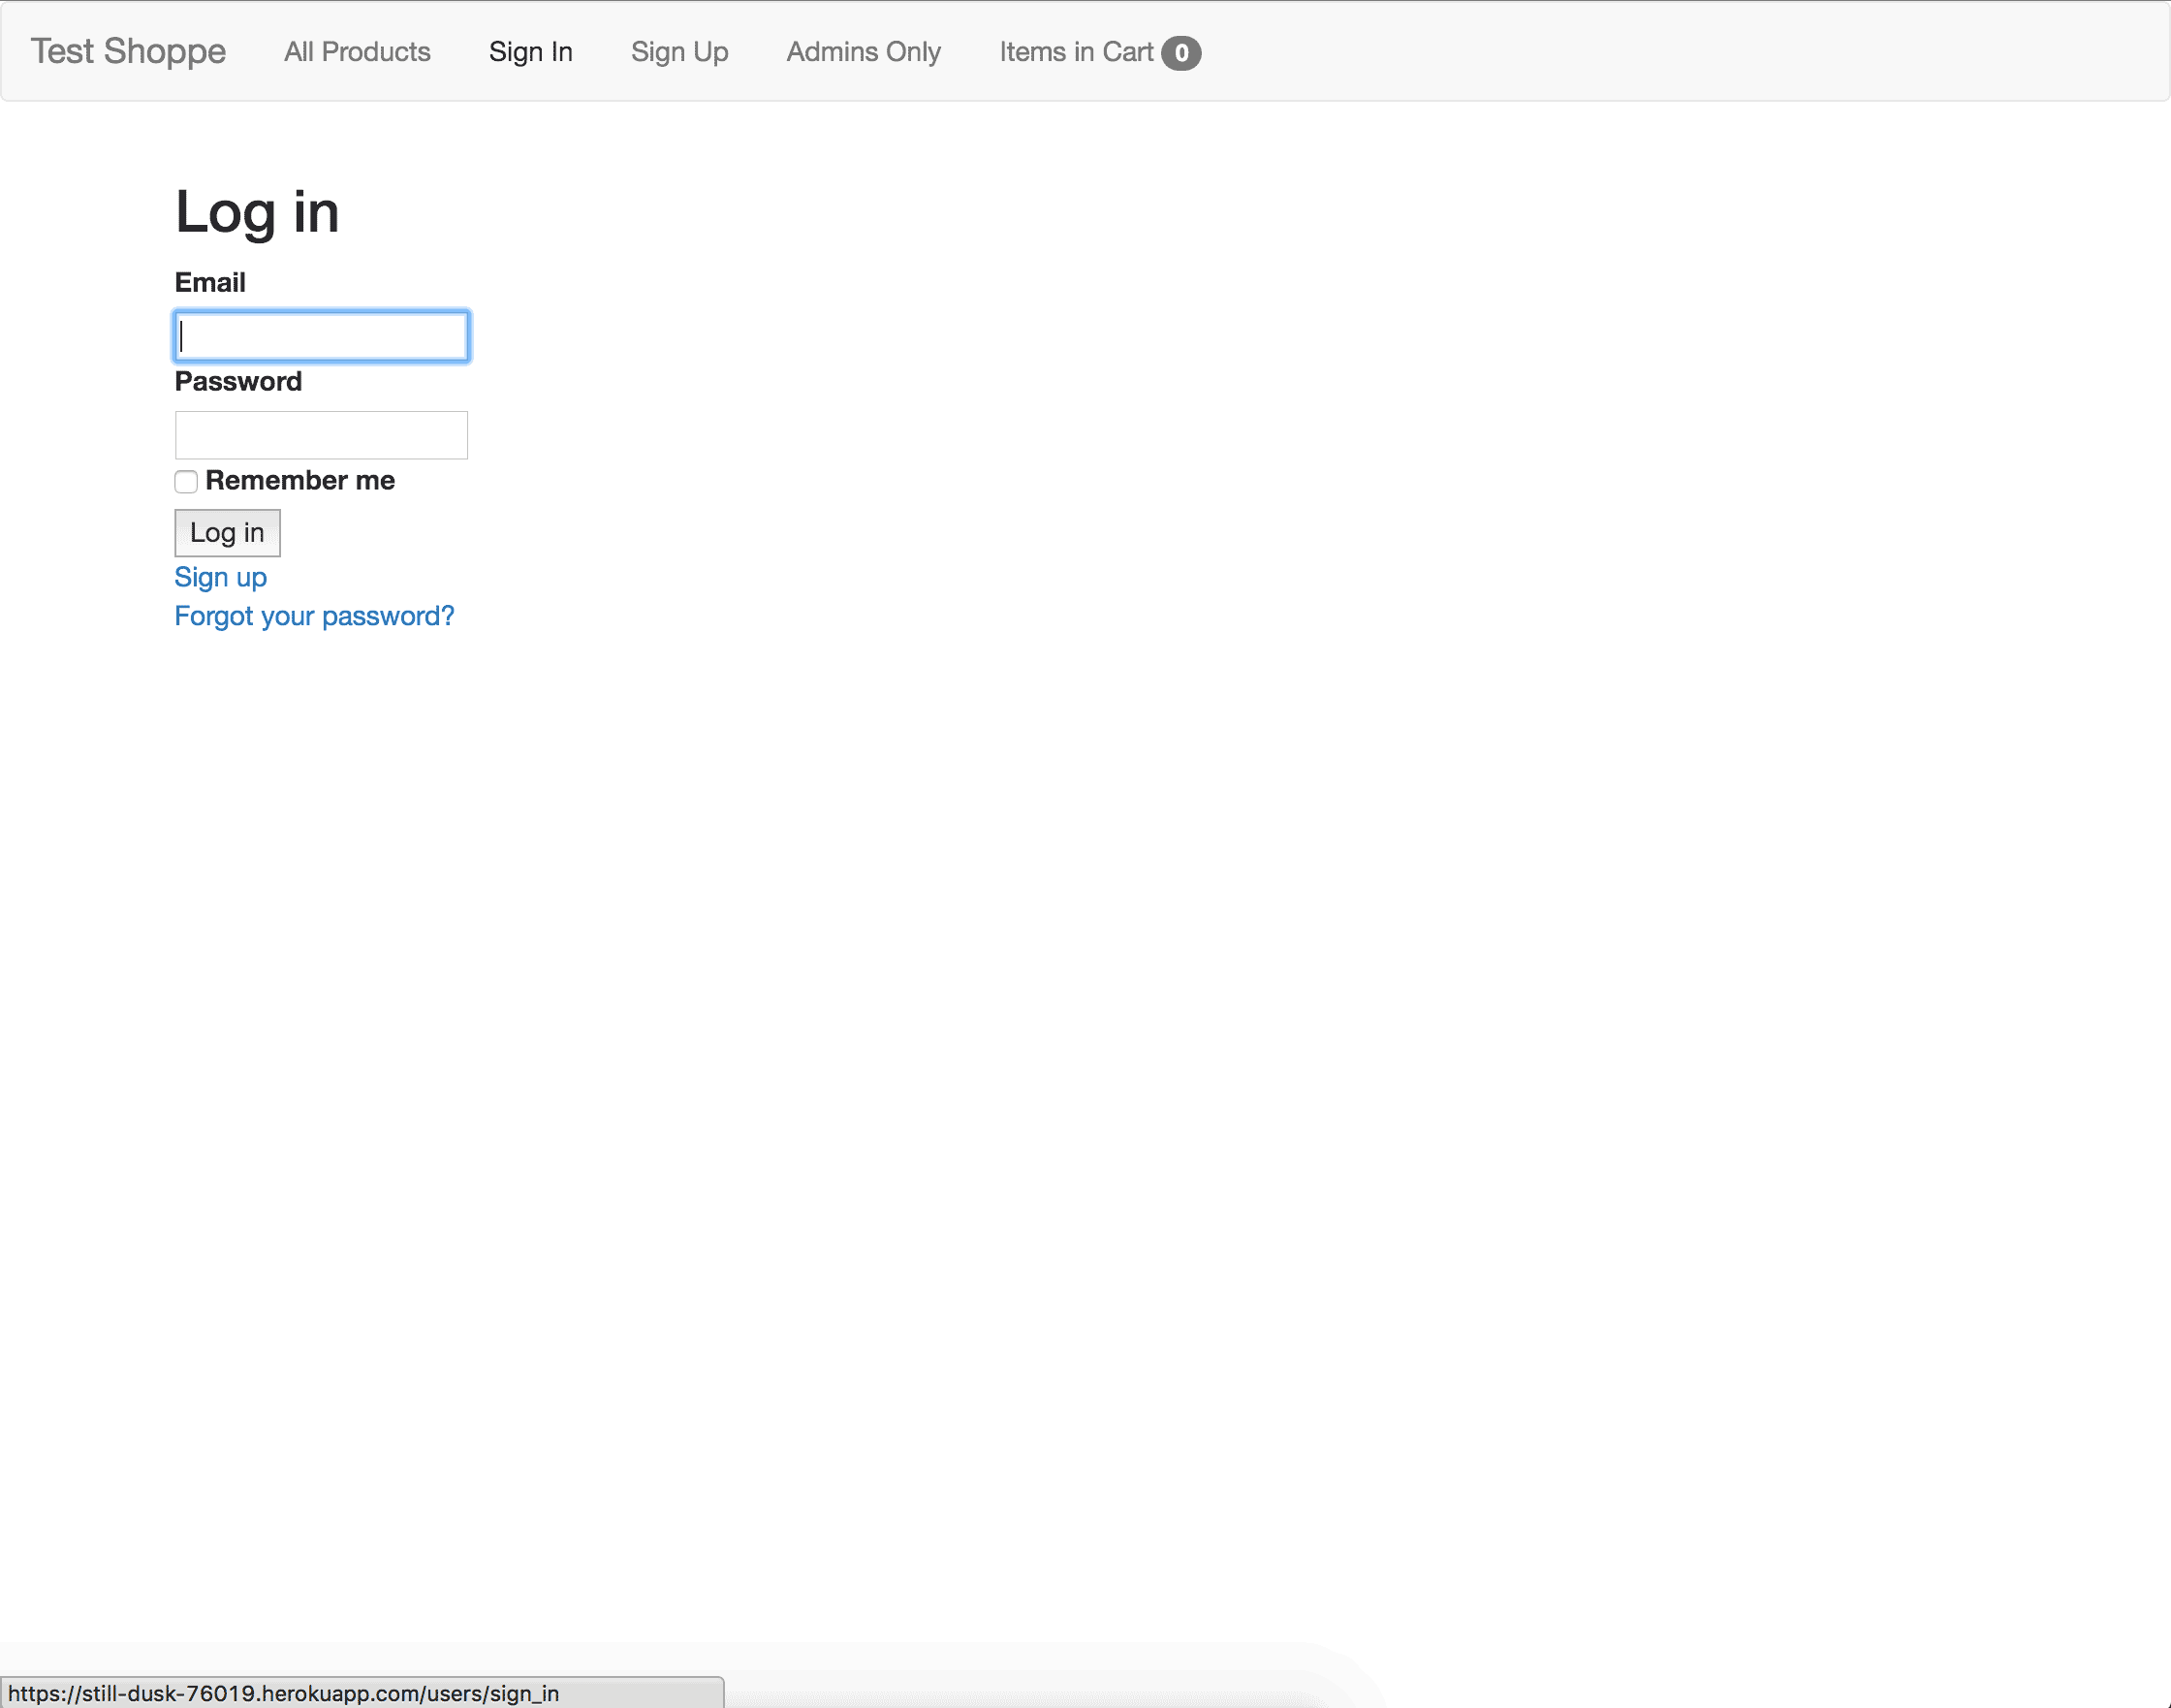 Test Shoppe All Products Sign In Sign Up Admins Only Items in Cart 0
Log in
Email
Password
Remember me
Log in
Sign up
Forgot your password?
https://still-dusk-76019.herokuapp.com/users/sign_in